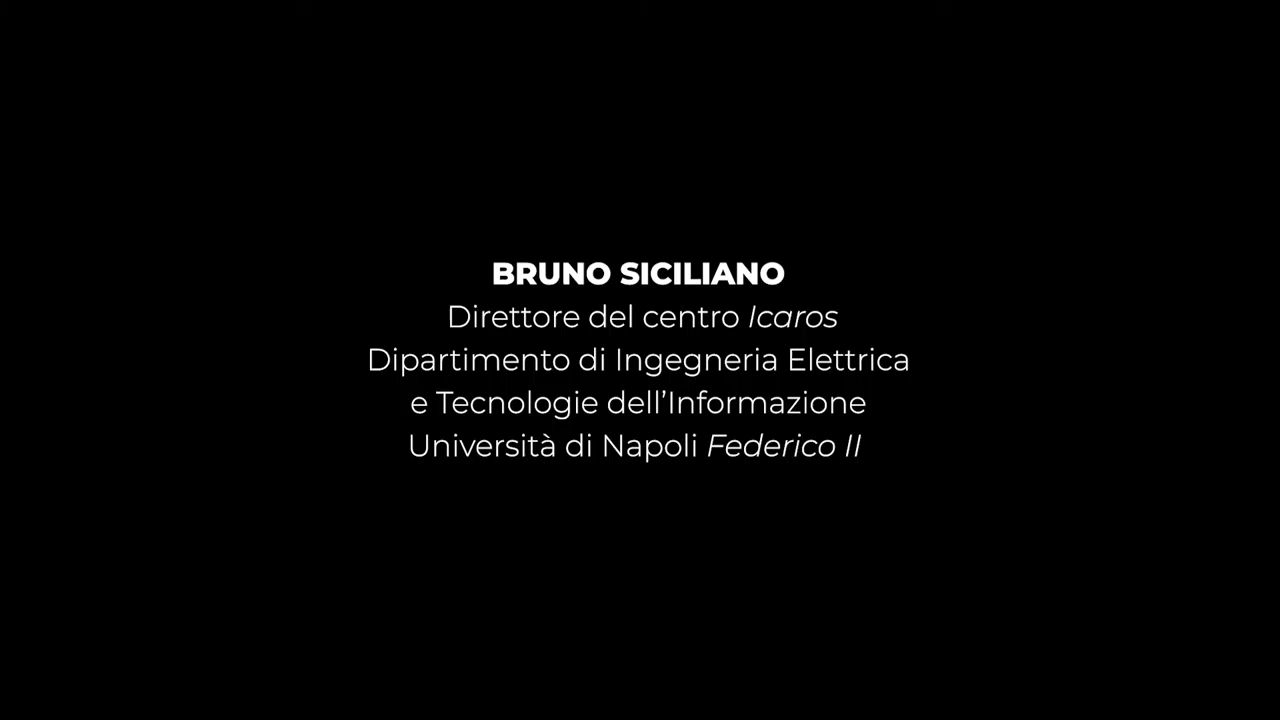 BRUNO SICILIANO
Direttore del centro Icaros
Dipartimento di Ingegneria Elettrica
e Tecnologie dell’Informazione
Università di Napoli Federico II